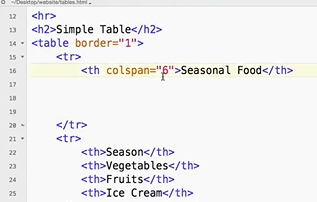 ~/Desktop/website/tables.html
12 <hr>
13 <h2>Simple Table</h2>
14 <table border="1">
15 <tr>
16 <th colspan="6">Seasonal Food</th>
17
18
19
20 </tr>
21 <tr>
22 <th>Season</th>
23 <th>Vegetables</th>
24 <th>Fruits</th>
25 <th>Ice Cream</th>